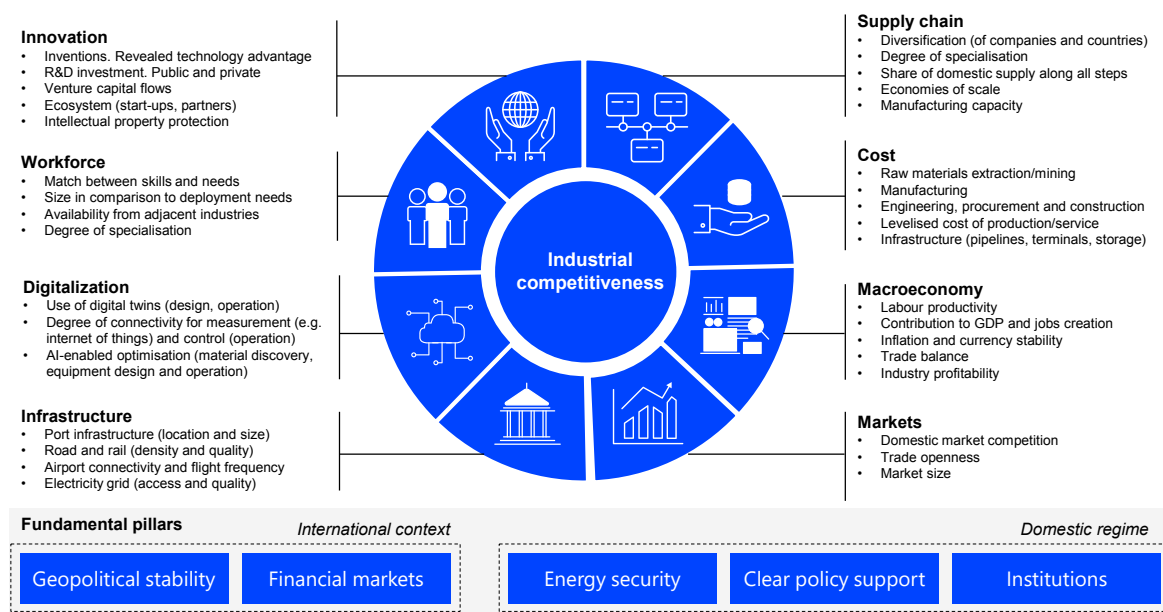 Innovation
• Inventions. Revealed technology advantage
• R&D investment. Public and private
• Venture capital flows
• Ecosystem (start-ups, partners)
• Intellectual property protection
Workforce
• Match between skills and needs
• Size in comparison to deployment needs
• Availability from adjacent industries
• Degree of specialisation
Digitalization
• Use of digital twins (design, operation)
• Degree of connectivity for measurement (e.g.
internet of things) and control (operation)
• AI-enabled optimisation (material discovery,
equipment design and operation)
Infrastructure
• Port infrastructure (location and size)
• Road and rail (density and quality)
• Airport connectivity and flight frequency
• Electricity grid (access and quality)
Industrial
competitiveness
Supply chain
• Diversification (of companies and countries)
• Degree of specialisation
• Share of domestic supply along all steps
• Economies of scale
• Manufacturing capacity
Cost
• Raw materials extraction/mining
• Manufacturing
• Engineering, procurement and construction
• Levelised cost of production/service
• Infrastructure (pipelines, terminals, storage)
Macroeconomy
• Labour productivity
• Contribution to GDP and jobs creation
• Inflation and currency stability
• Trade balance
• Industry profitability
Markets
• Domestic market competition
• Trade openness
• Market size
Fundamental pillars
International context
Domestic regime
Geopolitical stability
Financial markets
Energy security
Clear policy support
Institutions